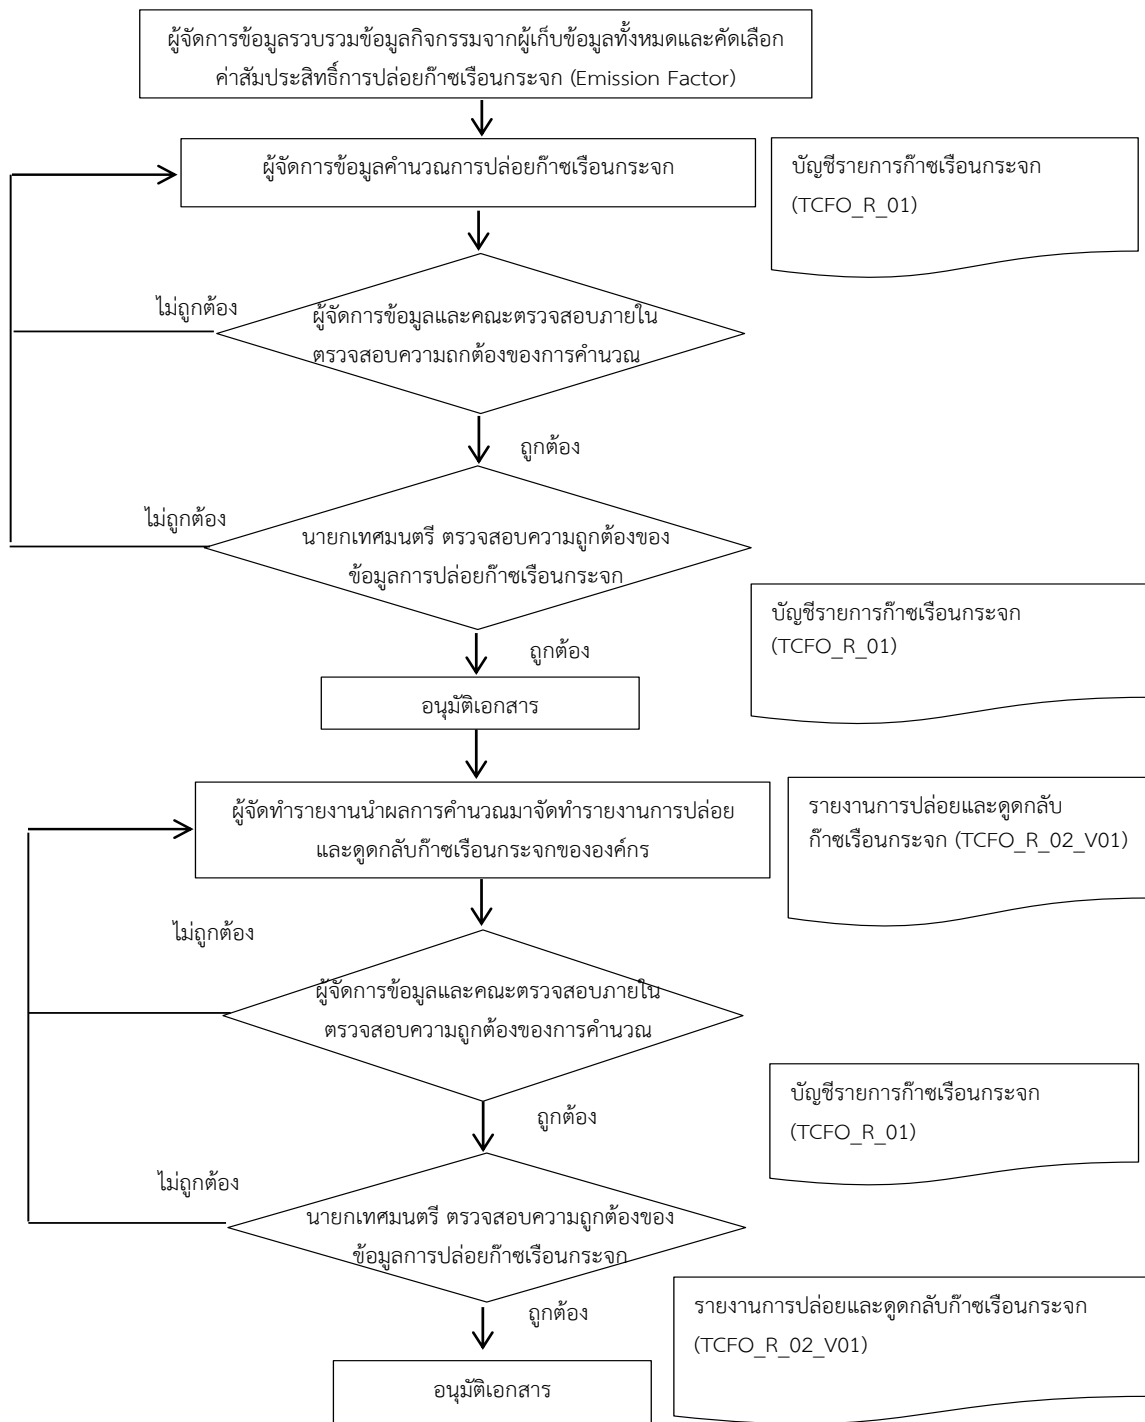 ผู้จัดการข้อมูลรวบรวมข้อมูลกิจกรรมจากผู้เก็บข้อมูลทั้งหมดและคัดเลือก
ค่าสัมประสิทธิ์การปล่อยก๊าซเรือนกระจก (Emission Factor)
ผู้จัดการข้อมูลคำนวณการปล่อยก๊าซเรือนกระจก
บัญชีรายการก๊าซเรือนกระจก
(TCFO_R_01)
ไม่ถูกต้อง
ผู้จัดการข้อมูลและคณะตรวจสอบภายใน
ตรวจสอบความถกต้องของการคำนวณ
ถูกต้อง
ไม่ถูกต้อง
นายกเทศมนตรี ตรวจสอบความถูกต้องของ
ข้อมูลการปล่อยก๊าซเรือนกระจก
บัญชีรายการก๊าซเรือนกระจก
(TCFO_R_01)
ถูกต้อง
อนุมัติเอกสาร
ผู้จัดทำรายงานนำผลการคำนวณมาจัดทำรายงานการปล่อย
และดูดกลับก๊าซเรือนกระจกขององค์กร
รายงานการปล่อยและดูดกลับ
ก๊าซเรือนกระจก (TCFO_R_02_V01)
ไม่ถูกต้อง
ผู้จัดการข้อมูลและคณะตรวจสอบภายใน
ตรวจสอบความถูกต้องของการคำนวณ
บัญชีรายการก๊าซเรือนกระจก
(TCFO_R_01)
ถูกต้อง
ไม่ถูกต้อง
นายกเทศมนตรี ตรวจสอบความถูกต้องของ
ข้อมูลการปล่อยก๊าซเรือนกระจก
ถูกต้อง
รายงานการปล่อยและดูดกลับก๊าซเรือนกระจก
(TCFO_R_02_V01)
อนุมัติเอกสาร